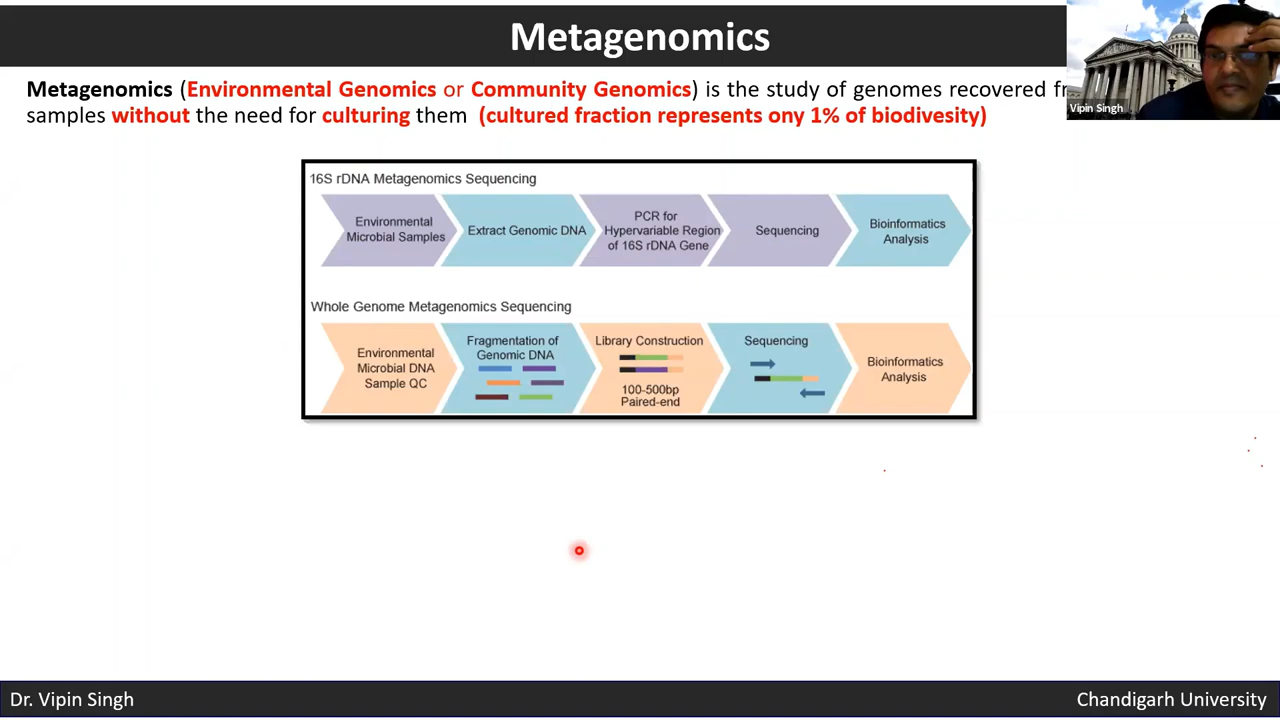 Metagenomics
Metagenomics (Environmental Genomics or Community Genomics) is the study of genomes recovered
samples without the need for culturing them (cultured fraction represents ony 1% of biodivesity)
Vipin Singh
16S rDNA Metagenomics Sequencing
Environmental
Microbial Samples
Extract Genomic DNA
PCR for
Hypervariable Region
of 16S rDNA Gene
Sequencing
Bioinformatics
Analysis
Whole Genome Metagenomics Sequencing
Environmental
Microbial DNA
Sample QC
Fragmentation of
Genomic DNA
Library Construction
100-500bp
Paired-end
Sequencing
Bioinformatics
Analysis
Dr. Vipin Singh
Chandigarh University